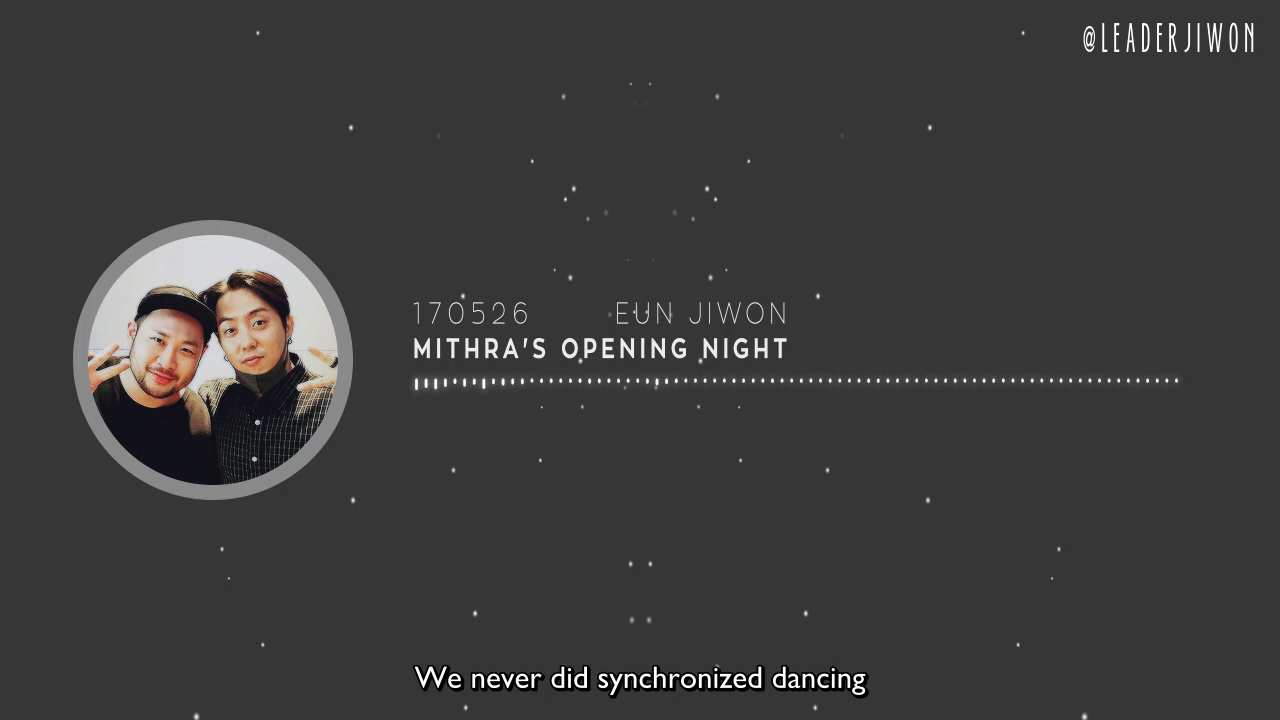 @LEADERJIWON
170526 EUN JIWON
MITHRA'S OPENING NIGHT
We never did synchronized dancing